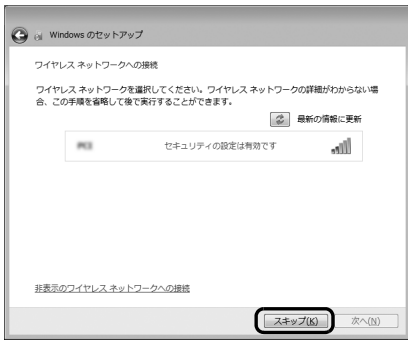 Windows のセットアップ
ワイヤレス ネットワークへの接続
ワイヤレス ネットワークを選択してください。ワイヤレス ネットワークの詳細がわからない場
合、この手順を省略して後で実行することができます。
最新の情報に更新
セキュリティの設定は有効です
非表示のワイヤレス ネットワークへの接続
スキップ(K) 次へ(N)